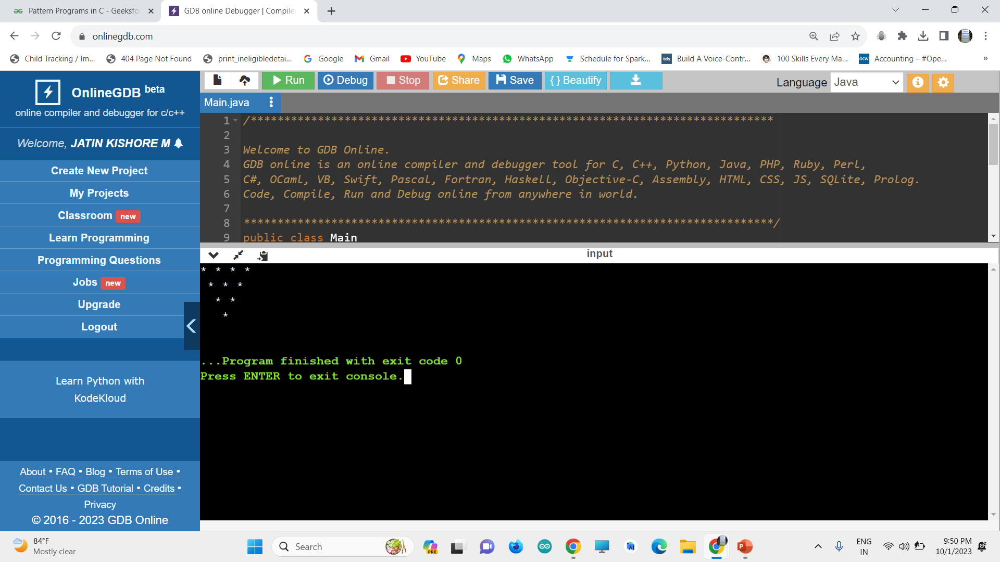 Pattern Programs in C - Geeksfo
GDB online Debugger | Compile
onlinegdb.com
Child Tracking / Im...
404 Page Not Found
print_ineligibledetai...
Google
Gmail
YouTube
Maps
WhatsApp
Schedule for Spark...
tds
Build A Voice-Contr...
100 Skills Every Ma...
ocw
Accounting – #Ope...
»
OnlineGDB beta
online compiler and debugger for c/c++
Welcome, JATIN KISHORE M
Create New Project
My Projects
Classroom new
Learn Programming
Programming Questions
Jobs new
Upgrade
Logout
Learn Python with
KodeKloud
About • FAQ • Blog • Terms of Use •
Contact Us • GDB Tutorial • Credits •
Privacy
© 2016 - 2023 GDB Online
Run
Debug
Stop
Share
Save
{ } Beautify
Language Java
Main.java
1 /******************************************************************************
2
3 Welcome to GDB Online.
4 GDB online is an online compiler and debugger tool for C, C++, Python, Java, PHP, Ruby, Perl,
5 C#, OCaml, VB, Swift, Pascal, Fortran, Haskell, Objective-C, Assembly, HTML, CSS, JS, SQLite, Prolog.
6 Code, Compile, Run and Debug online from anywhere in world.
7
8 *******************************************************************************/
9 public class Main
input
* * * *
 * * *
  * *
   *
...Program finished with exit code 0
Press ENTER to exit console.
84°F
Mostly clear
Search
PRE
ENG
IN
9:50 PM
10/1/2023